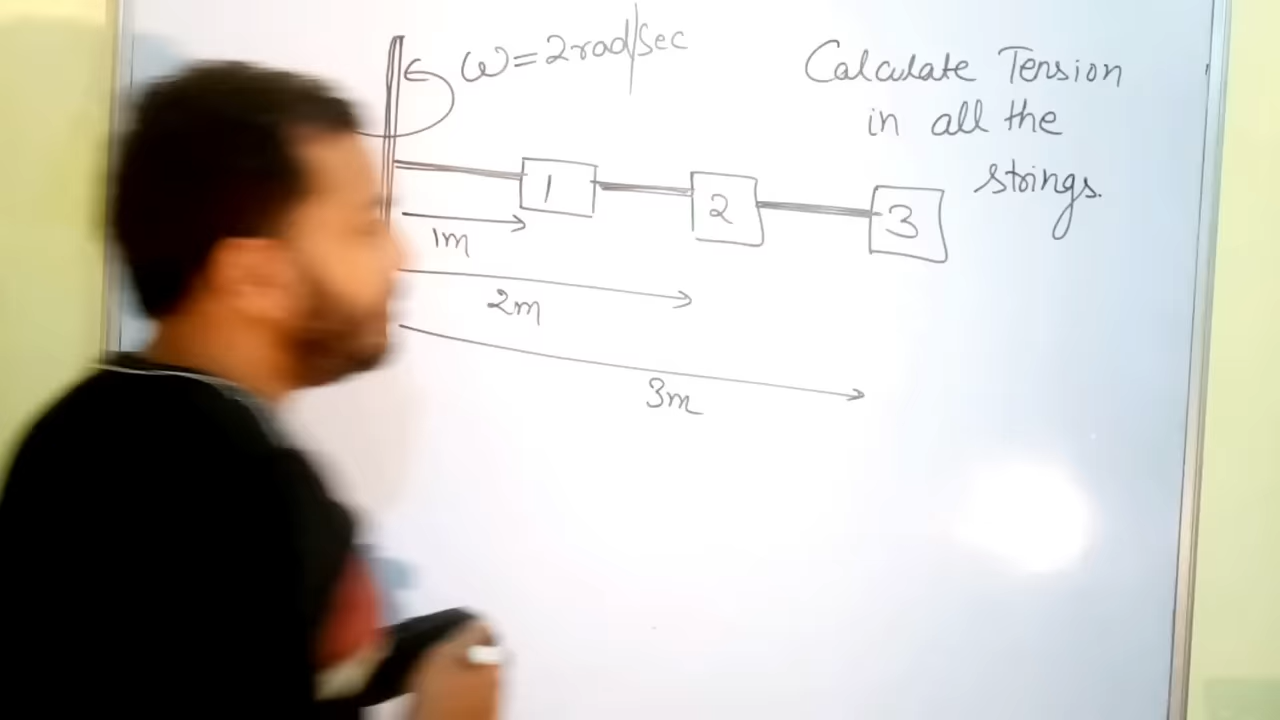 ω=2rad/sec
Calculate Tension
in all the
strings.
1
2
3
1m
2m
3m